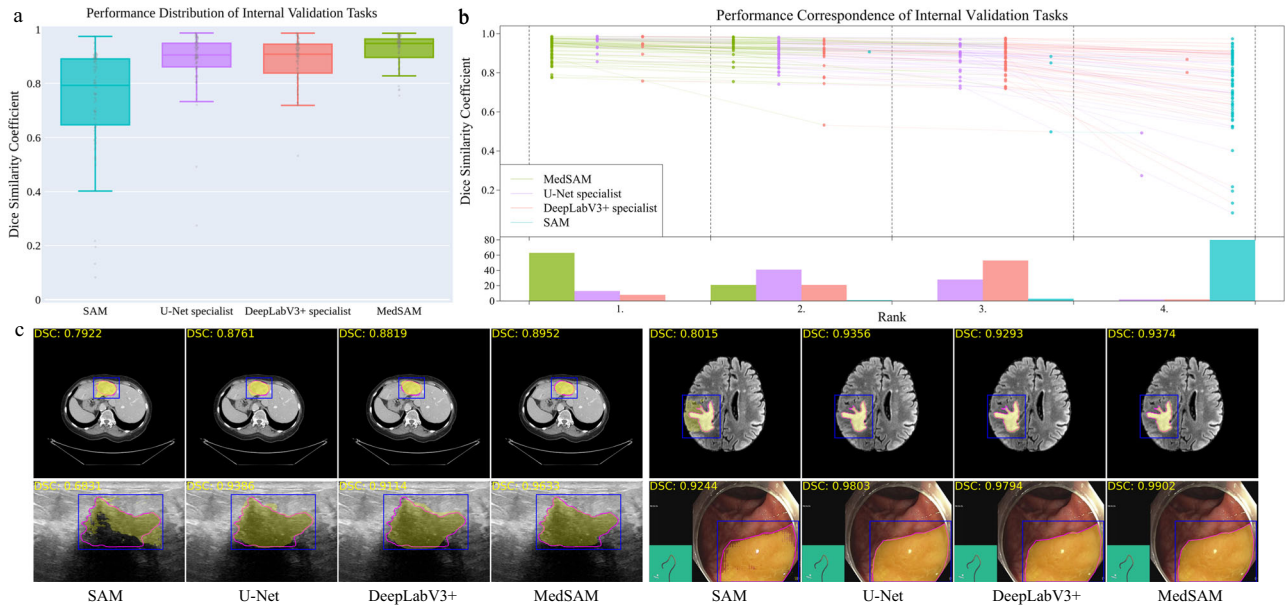 a
Performance Distribution of Internal Validation Tasks
Dice Similarity Coefficient
1
0.8
0.6
0.4
0.2
0
SAM
U-Net specialist
DeepLabV3+ specialist
MedSAM
b
Performance Correspondence of Internal Validation Tasks
Dice Similarity Coefficient
1.0
0.8
0.6
0.4
0.2
MedSAM
U-Net specialist
DeepLabV3+ specialist
SAM
80
60
40
20
0
1.
2.
3.
4.
Rank
c
DSC: 0.7922
DSC: 0.8761
DSC: 0.8819
DSC: 0.8952
DSC: 0.8015
DSC: 0.9356
DSC: 0.9293
DSC: 0.9374
DSC:
DSC:
DSC:
DSC:
DSC: 0.9244
DSC: 0.9803
DSC: 0.9794
DSC: 0.9902
SAM
U-Net
DeepLabV3+
MedSAM
SAM
U-Net
DeepLabV3+
MedSAM